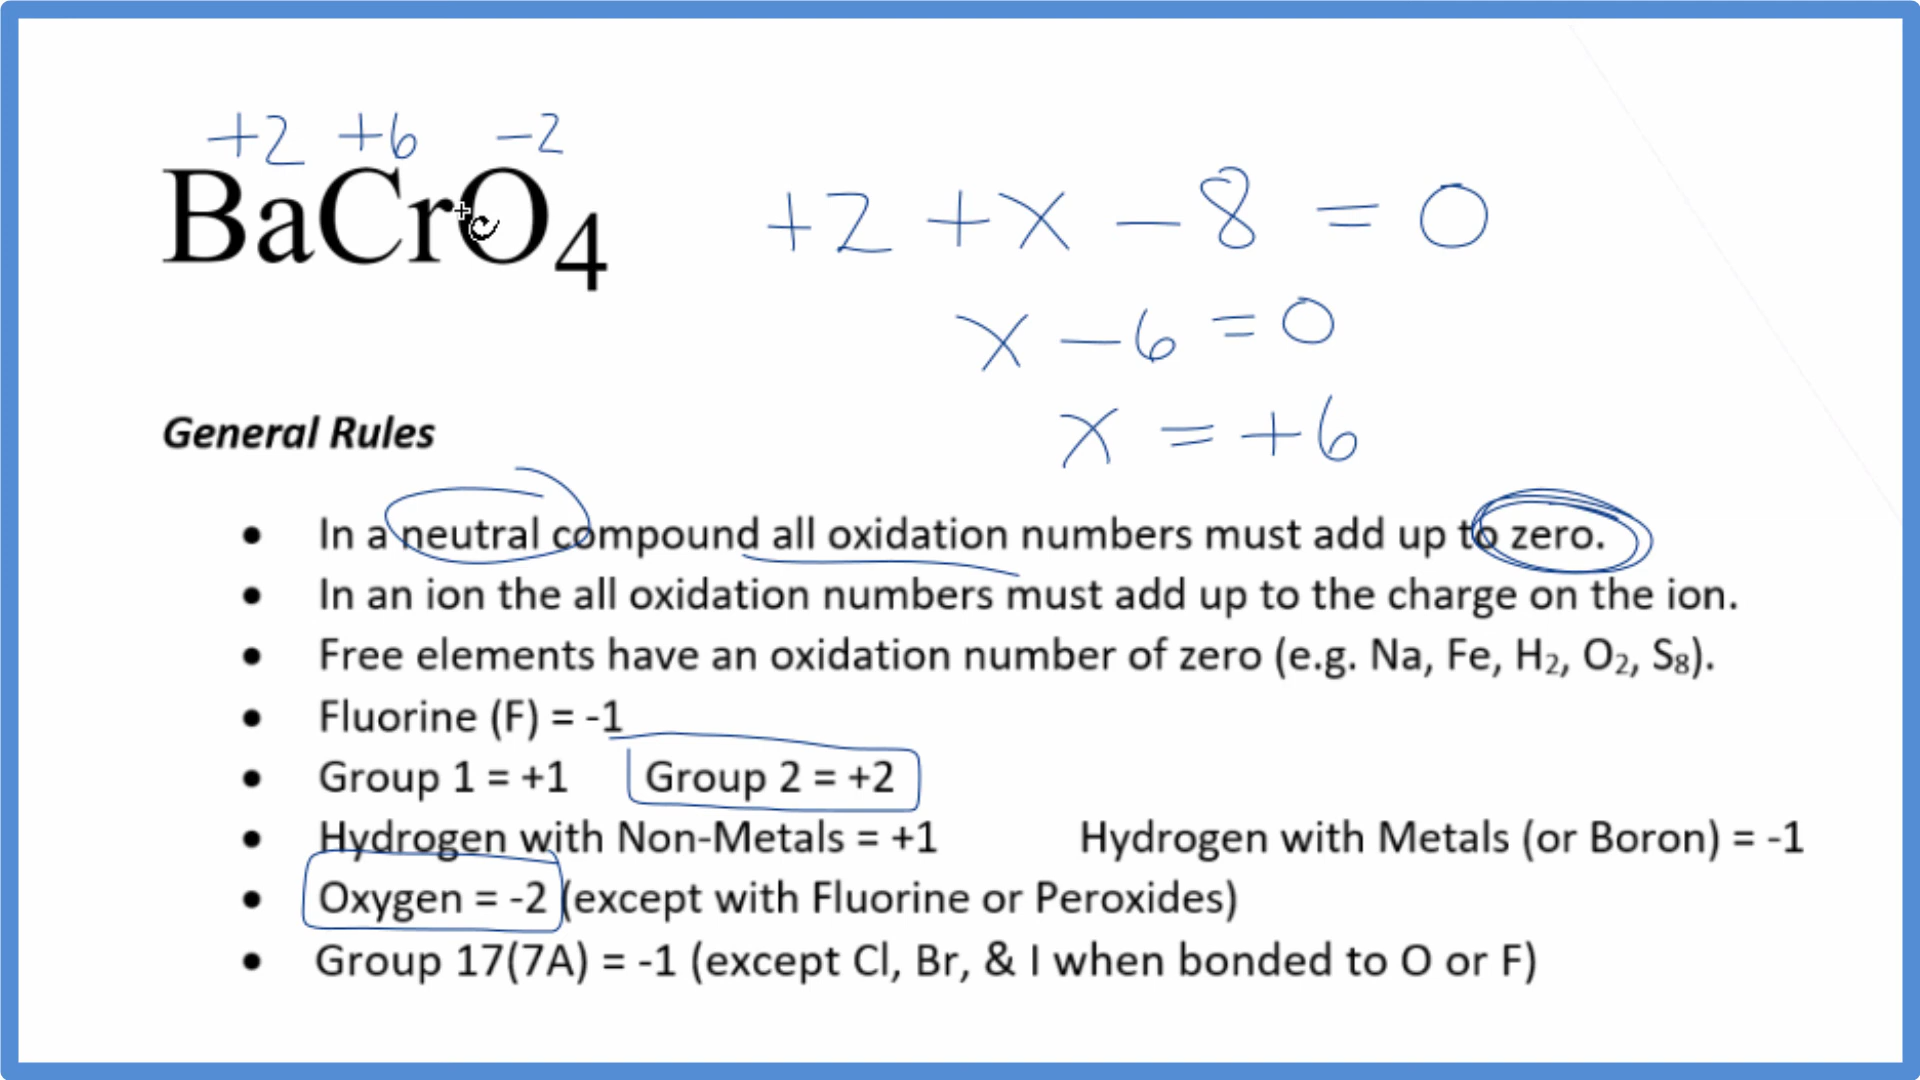 +2 +6 -2
BaCrO₄
+2 + x - 8 = 0
x - 6 = 0
x = +6
General Rules
• In a neutral compound all oxidation numbers must add up to zero.
• In an ion the all oxidation numbers must add up to the charge on the ion.
• Free elements have an oxidation number of zero (e.g. Na, Fe, H₂, O₂, S₈).
• Fluorine (F) = -1
• Group 1 = +1 Group 2 = +2
• Hydrogen with Non-Metals = +1 Hydrogen with Metals (or Boron) = -1
• Oxygen = -2 (except with Fluorine or Peroxides)
• Group 17(7A) = -1 (except Cl, Br, & I when bonded to O or F)